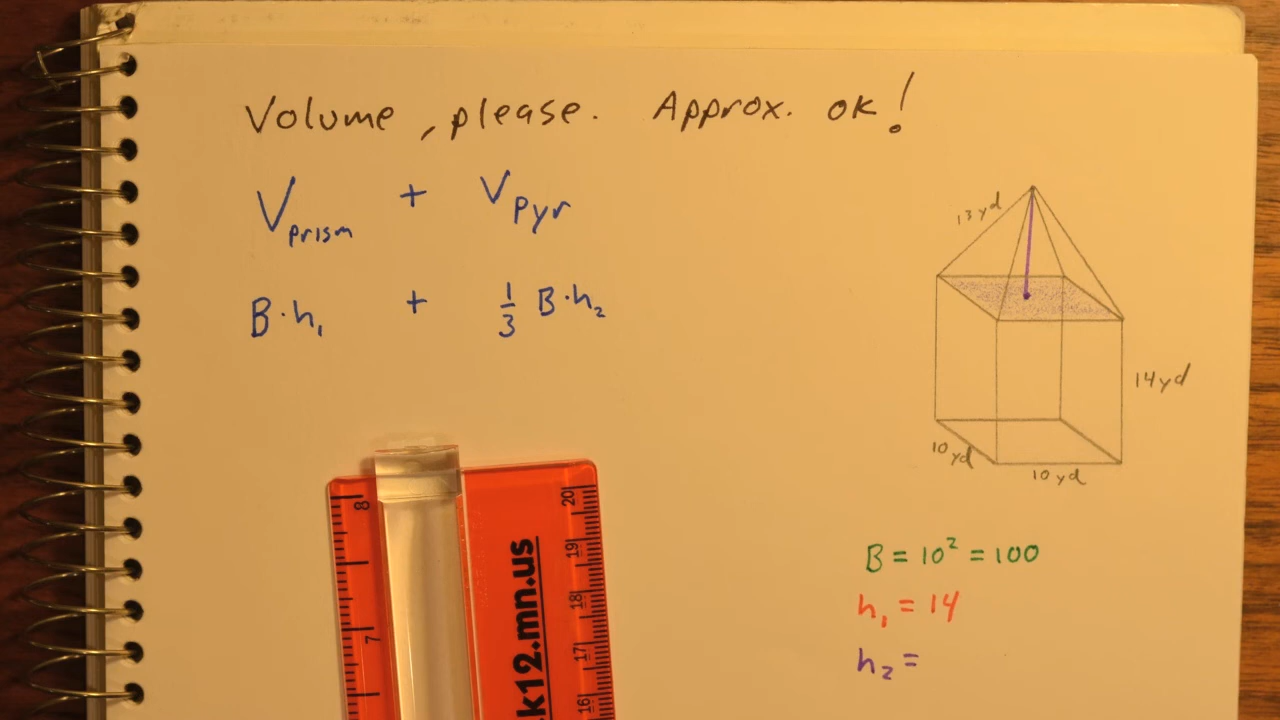 Volume, please. Approx. ok!
V prism + V pyr
B·h₁ + 1/3 B·h₂
13 yd
14 yd
10 yd
10 yd
B = 10² = 100
h₁ = 14
h₂ =
8
7
k12.mn.us
20
19
18
17
16